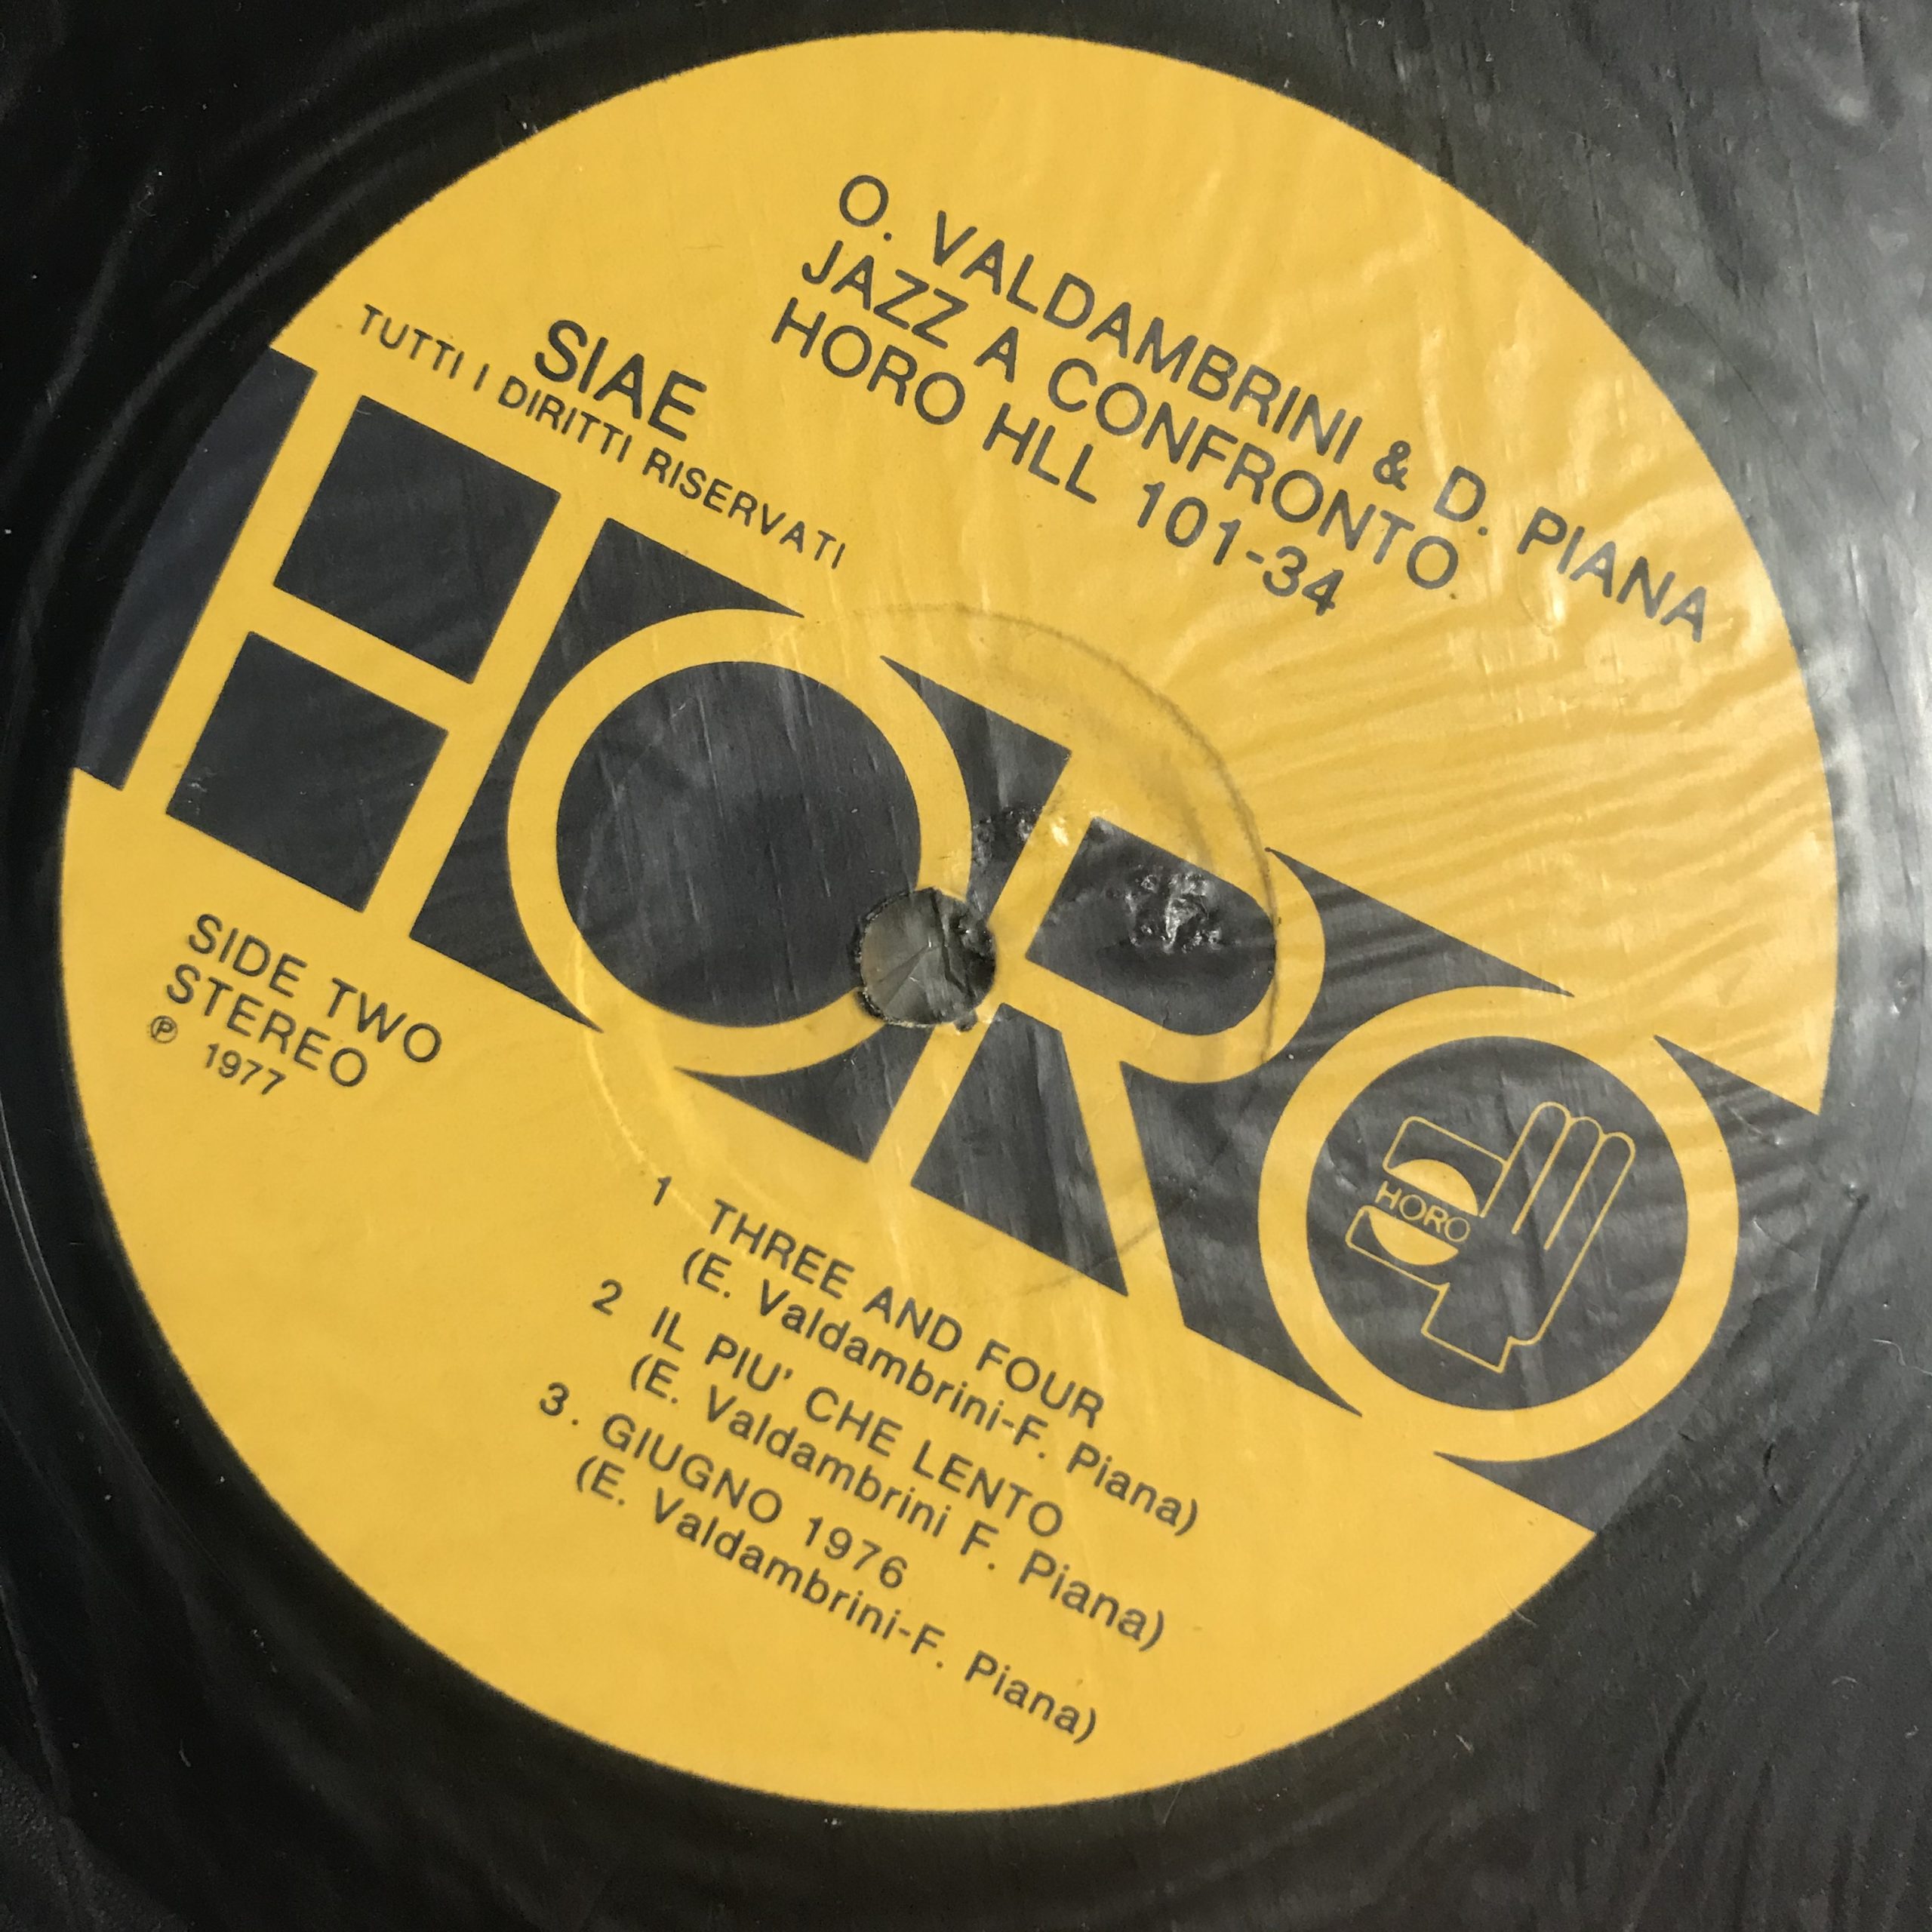 O. VALDAMBRINI & D. PIANA
JAZZ A CONFRONTO
HORO HLL 101-34
SIAE
TUTTI I DIRITTI RISERVATI
HORO
HORO
SIDE TWO
STEREO
℗ 1977
1 THREE AND FOUR
(E. Valdambrini-F. Piana)
2 IL PIU' CHE LENTO
(E. Valdambrini F. Piana)
3. GIUGNO 1976
(E. Valdambrini-F. Piana)